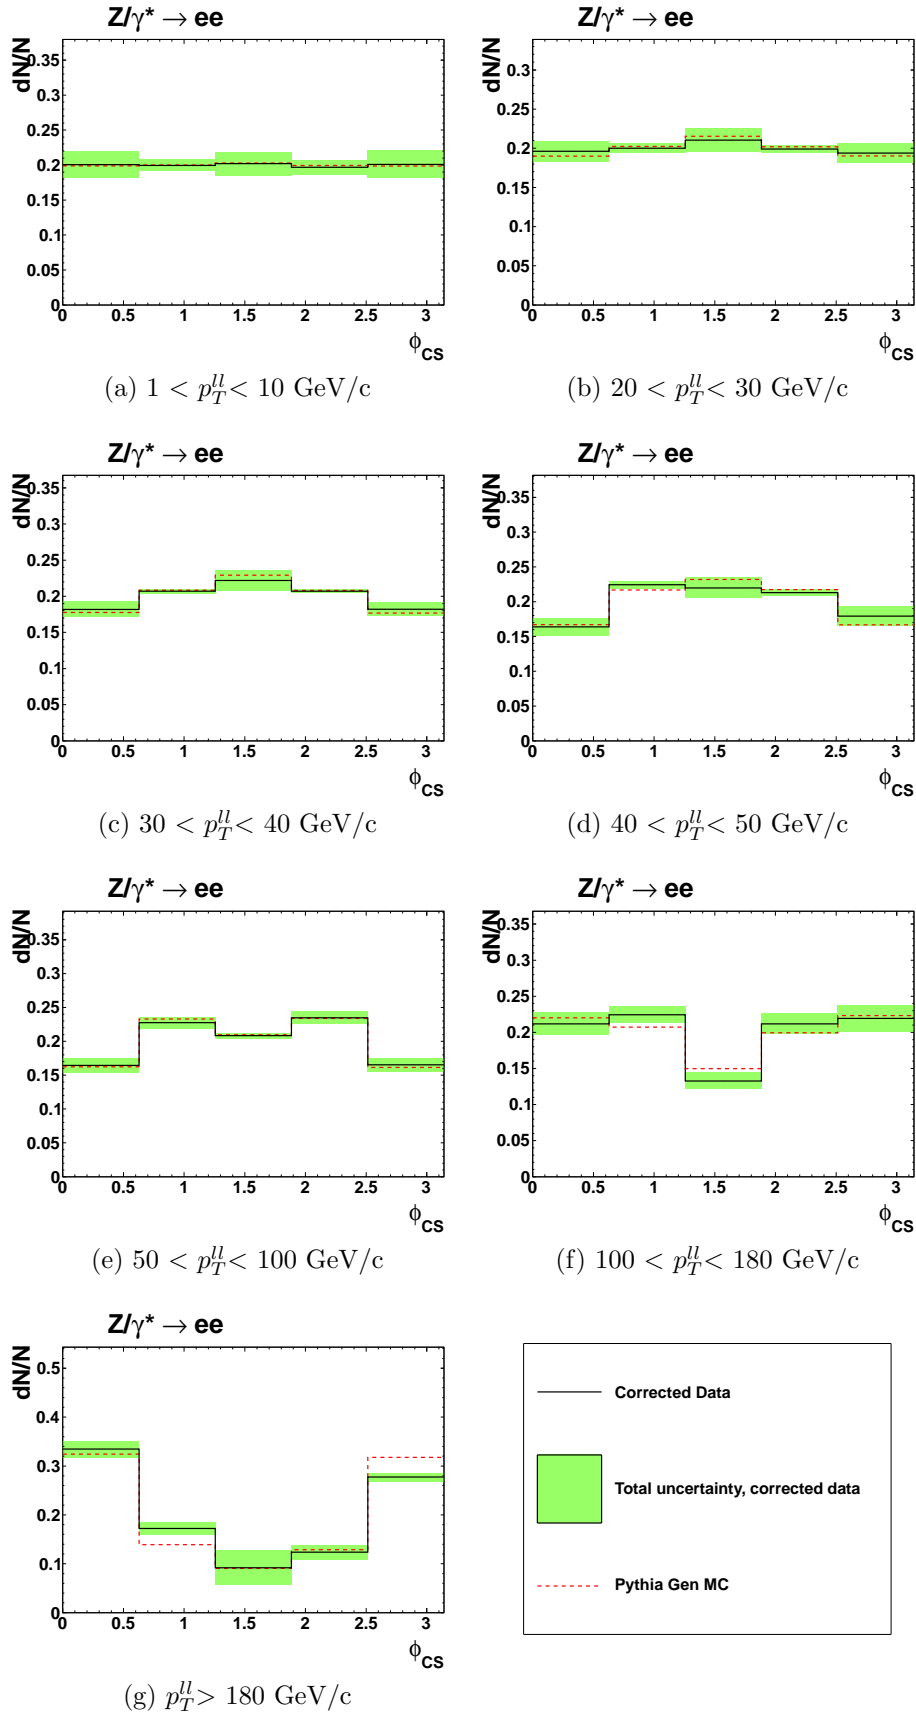 Z/γ* → ee
dN/N
0.35
0.3
0.25
0.2
0.15
0.1
0.05
0
0 0.5 1 1.5 2 2.5 3
ϕCS
(a) 1 < p_T^ll < 10 GeV/c
Z/γ* → ee
dN/N
0.3
0.25
0.2
0.15
0.1
0.05
0
0 0.5 1 1.5 2 2.5 3
ϕCS
(b) 20 < p_T^ll < 30 GeV/c
Z/γ* → ee
dN/N
0.35
0.3
0.25
0.2
0.15
0.1
0.05
0
0 0.5 1 1.5 2 2.5 3
ϕCS
(c) 30 < p_T^ll < 40 GeV/c
Z/γ* → ee
dN/N
0.35
0.3
0.25
0.2
0.15
0.1
0.05
0
0 0.5 1 1.5 2 2.5 3
ϕCS
(d) 40 < p_T^ll < 50 GeV/c
Z/γ* → ee
dN/N
0.35
0.3
0.25
0.2
0.15
0.1
0.05
0
0 0.5 1 1.5 2 2.5 3
ϕCS
(e) 50 < p_T^ll < 100 GeV/c
Z/γ* → ee
dN/N
0.35
0.3
0.25
0.2
0.15
0.1
0.05
0
0 0.5 1 1.5 2 2.5 3
ϕCS
(f) 100 < p_T^ll < 180 GeV/c
Z/γ* → ee
dN/N
0.5
0.4
0.3
0.2
0.1
0
0 0.5 1 1.5 2 2.5 3
ϕCS
(g) p_T^ll > 180 GeV/c
Corrected Data
Total uncertainty, corrected data
Pythia Gen MC